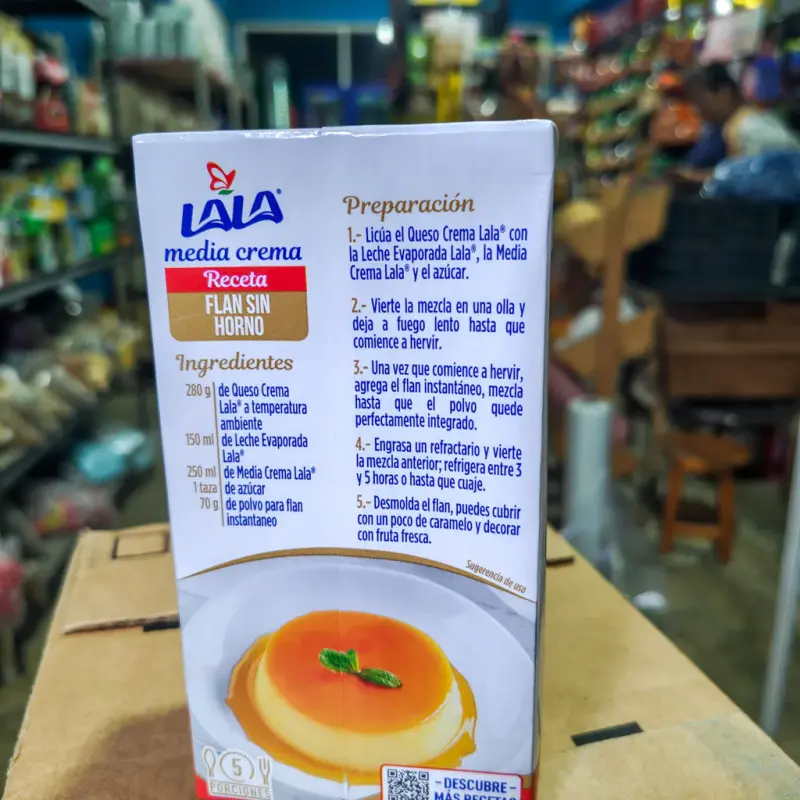 LALA®
media crema
Receta
FLAN SIN
HORNO
Ingredientes
280 g de Queso Crema
Lala® a temperatura
ambiente
150 ml de Leche Evaporada
Lala®
250 ml de Media Crema Lala®
1 taza de azúcar
70 g de polvo para flan
instantaneo
Preparación
1.- Licúa el Queso Crema Lala® con
la Leche Evaporada Lala®, la Media
Crema Lala® y el azúcar.
2.- Vierte la mezcla en una olla y
deja a fuego lento hasta que
comience a hervir.
3.- Una vez que comience a hervir,
agrega el flan instantáneo, mezcla
hasta que el polvo quede
perfectamente integrado.
4.- Engrasa un refractario y vierte
la mezcla anterior; refrigera entre 3
y 5 horas o hasta que cuaje.
5.- Desmolda el flan, puedes cubrir
con un poco de caramelo y decorar
con fruta fresca.
Sugerencia de uso
5
PORCIONES
- DESCUBRE -
MÁS RECETAS